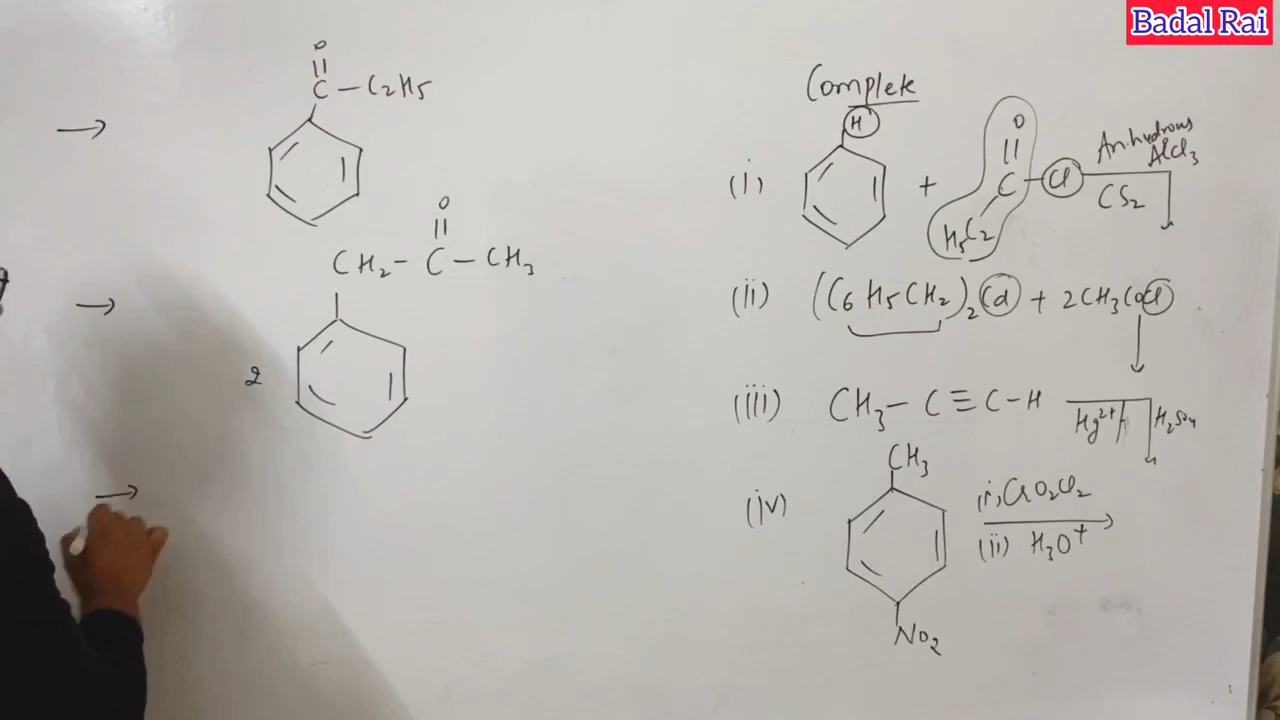 Badal Rai
O
||
→ C – C2H5
O
||
CH2 – C – CH3
→
2
→
Complete
(i) H + O || C – Cl H5C2 Anhydrous AlCl3 CS2
(ii) (C6H5CH2)2Cd + 2CH3COCl
(iii) CH3 – C ≡ C – H Hg2+/ H2SO4
CH3
(iv) (i) CrO2Cl2
(ii) H3O+
NO2